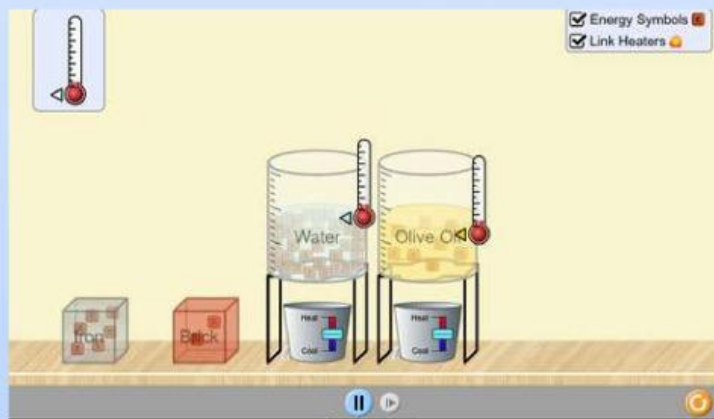 Energy Symbols E
Link Heaters
Water
Olive Oil
Iron
Brick
Heat
Cool
Heat
Cool